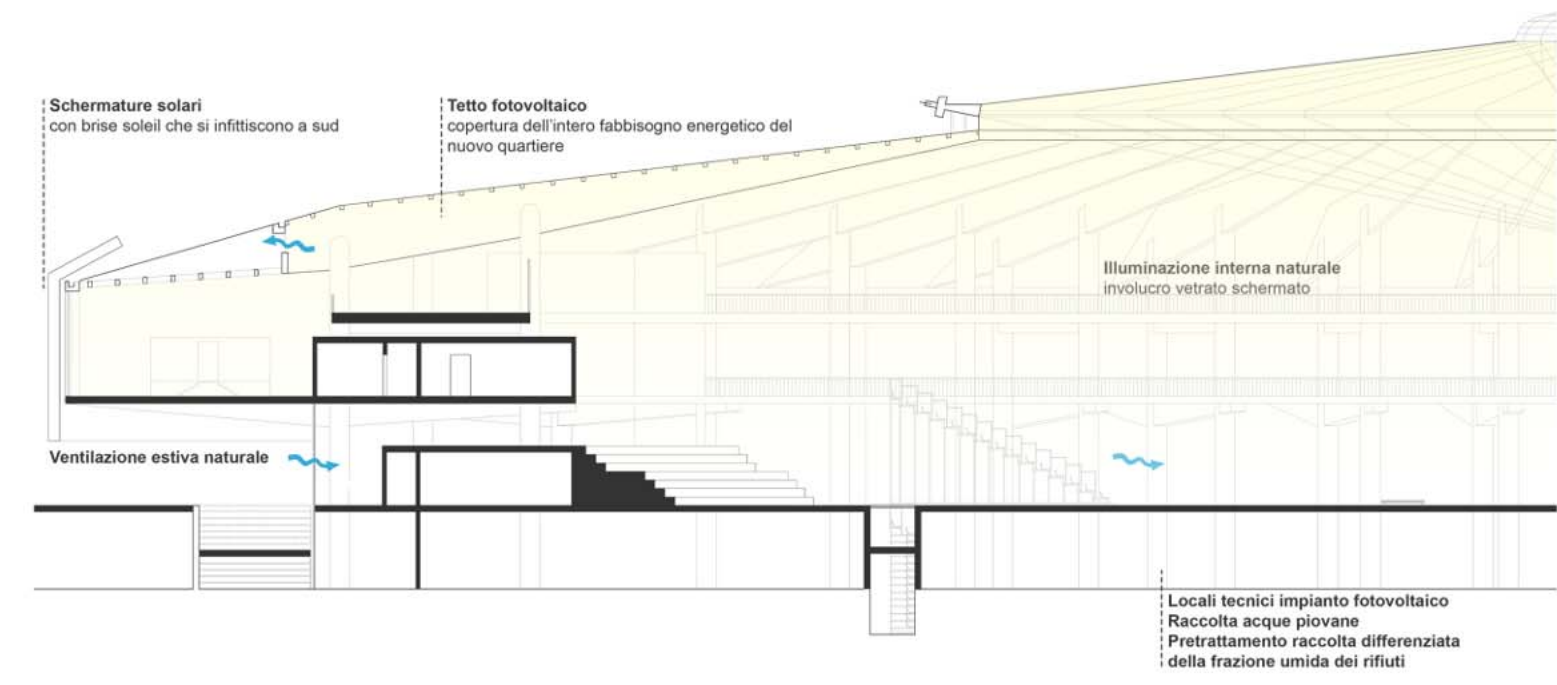 Schermature solari
con brise soleil che si infittiscono a sud
Tetto fotovoltaico
copertura dell'intero fabbisogno energetico del
nuovo quartiere
Illuminazione interna naturale
involucro vetrato schermato
Ventilazione estiva naturale
Locali tecnici impianto fotovoltaico
Raccolta acque piovane
Pretrattamento raccolta differenziata
della frazione umida dei rifiuti